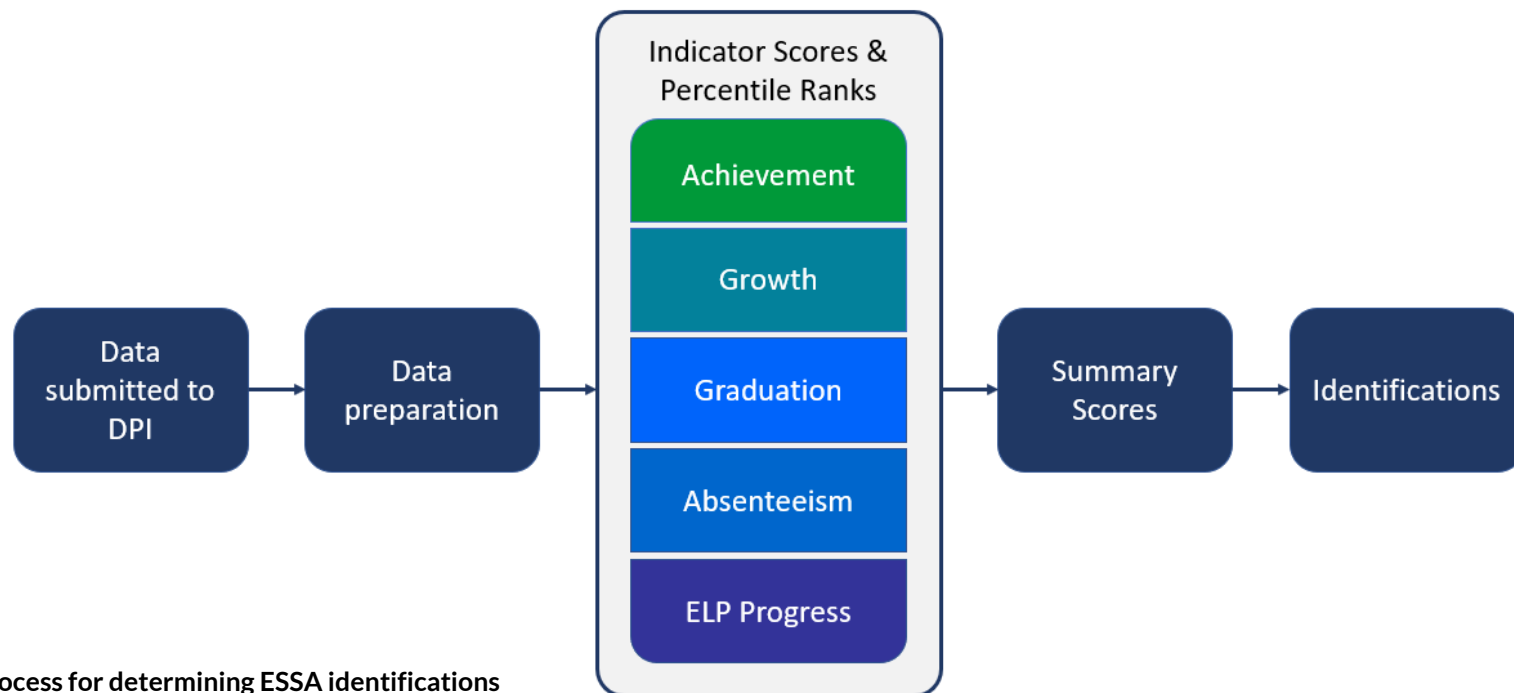 Data
submitted to
DPI
Data
preparation
Indicator Scores &
Percentile Ranks
Achievement
Growth
Graduation
Absenteeism
ELP Progress
Summary
Scores
Identifications
ocess for determining ESSA identifications